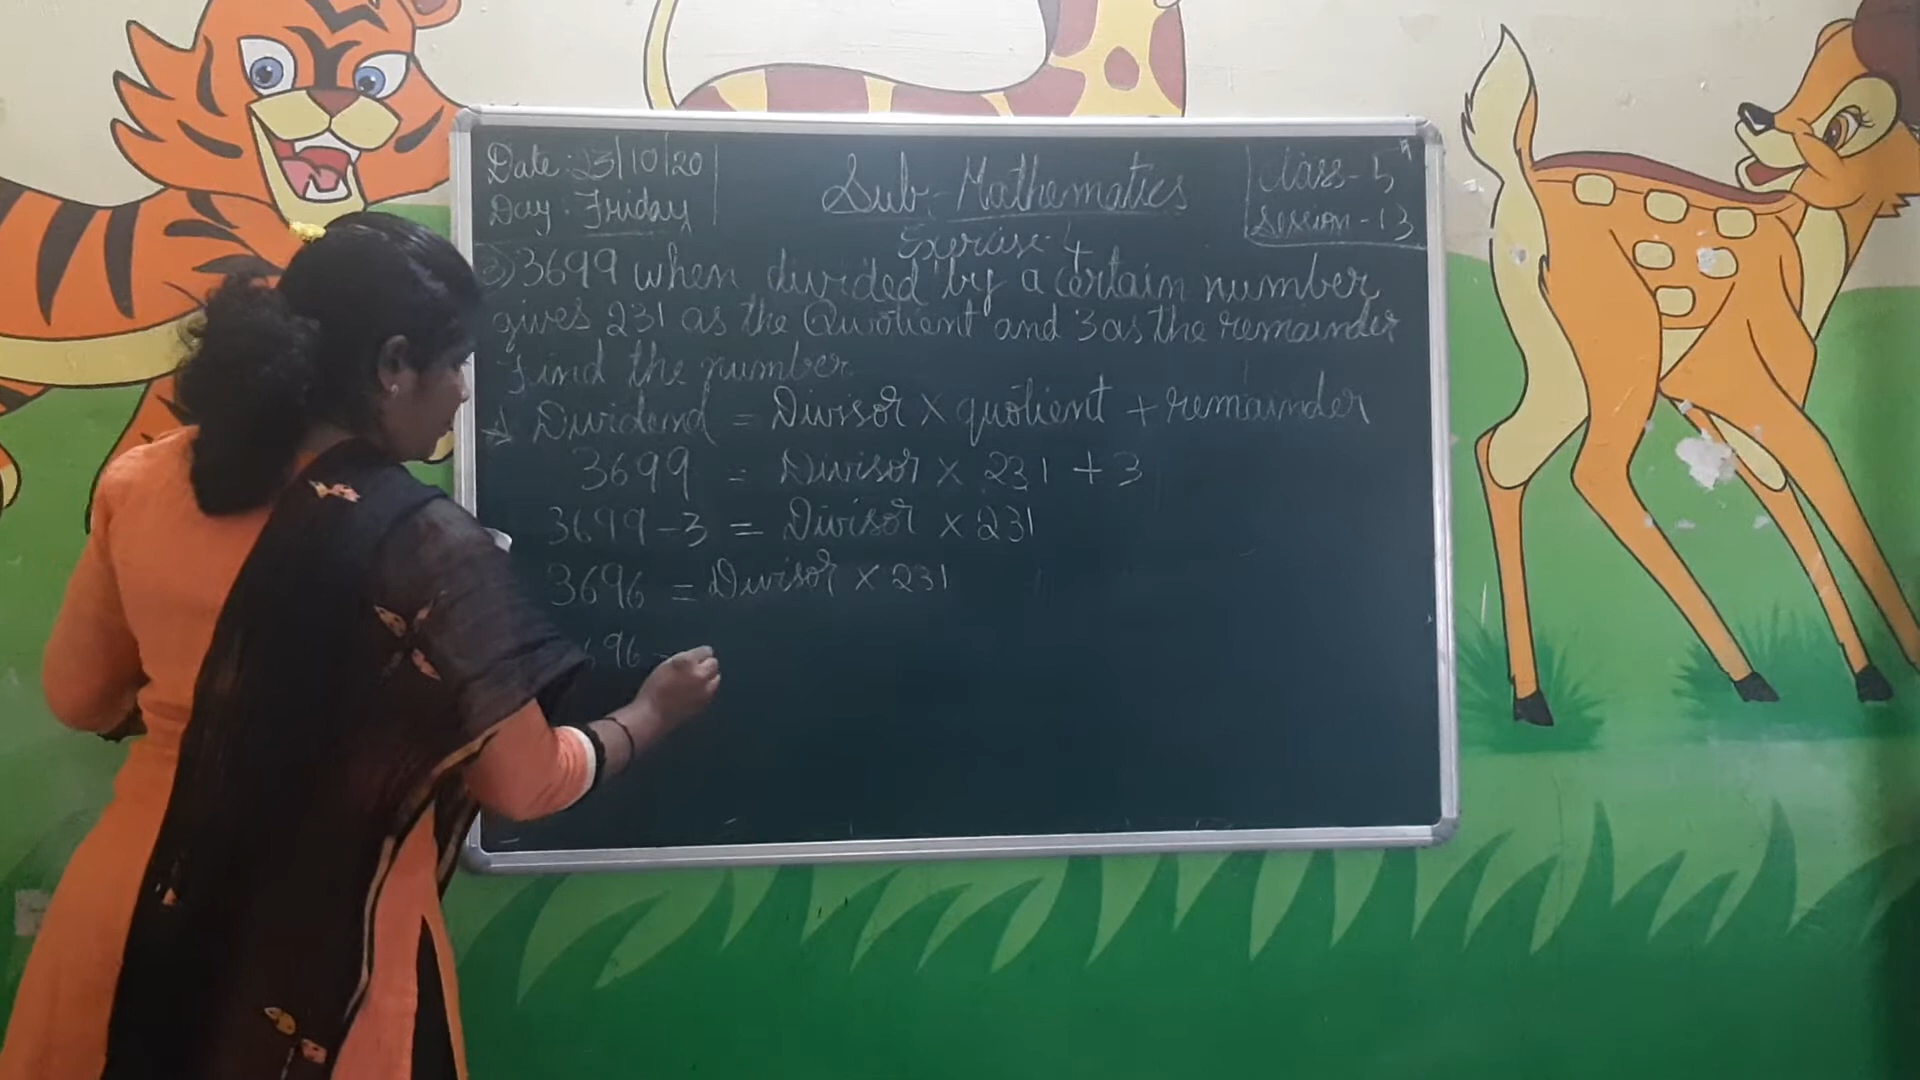 Date: 23/10/20
Day: Friday
Sub- Mathematics
Class- 5
Session -13
Exercise- 4
3) 3699 when divided by a certain number
gives 231 as the Quotient and 3 as the remainder
find the number
Dividend = Divisor × quotient + remainder
3699 = Divisor × 231 + 3
3699 - 3 = Divisor × 231
3696 = Divisor × 231
696